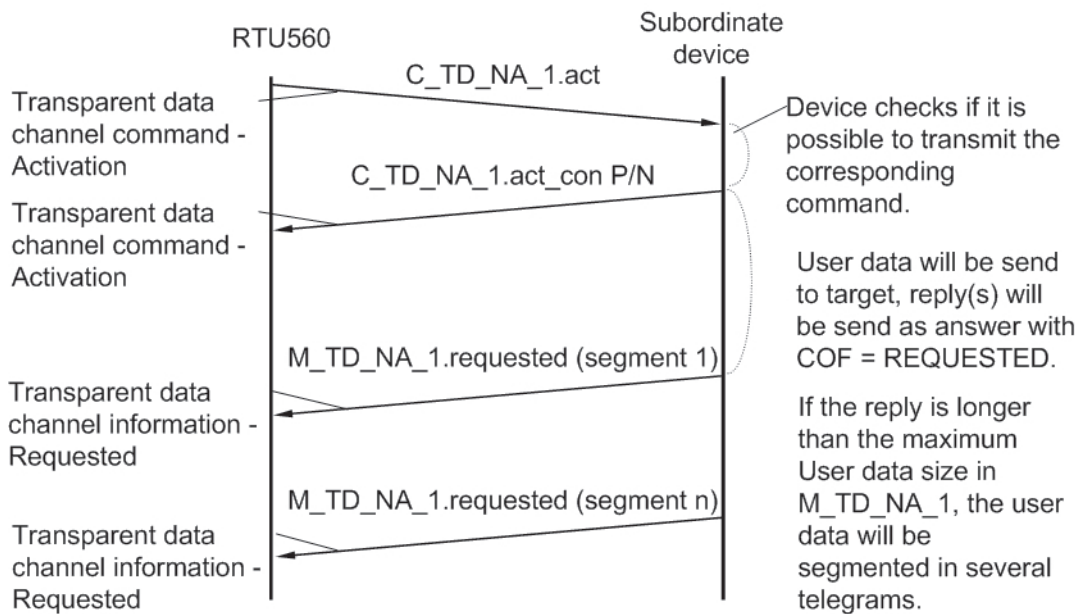 RTU560
Subordinate
device
C_TD_NA_1.act
Transparent data
channel command -
Activation
Device checks if it is
possible to transmit the
corresponding
command.
C_TD_NA_1.act_con P/N
Transparent data
channel command -
Activation
User data will be send
to target, reply(s) will
be send as answer with
COF = REQUESTED.
M_TD_NA_1.requested (segment 1)
Transparent data
channel information -
Requested
If the reply is longer
than the maximum
User data size in
M_TD_NA_1, the user
data will be
segmented in several
telegrams.
M_TD_NA_1.requested (segment n)
Transparent data
channel information -
Requested